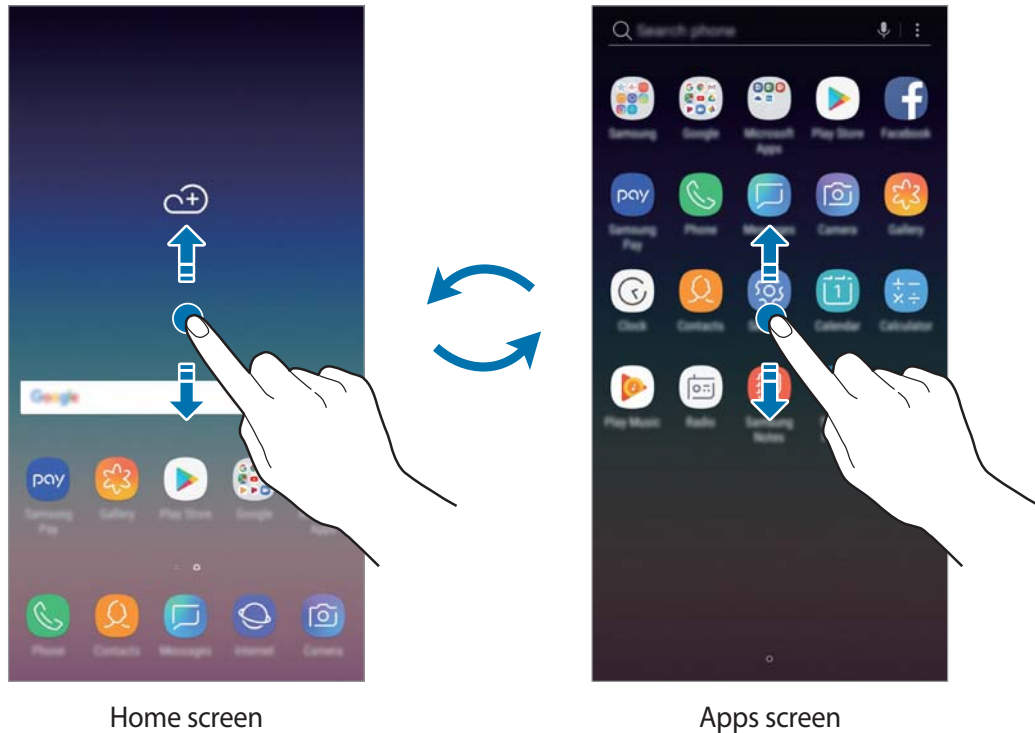 Google
pay
Samsung
Pay
Gallery
Play Store
Google
Apps
Phone
Contacts
Messages
Internet
Camera
Home screen
Search phone
Samsung
Google
Microsoft
Apps
Play Store
Facebook
pay
Samsung
Pay
Phone
Camera
Gallery
Clock
Contacts
1
Calendar
Calculator
Play Music
Radio
Samsung
Notes
Apps screen